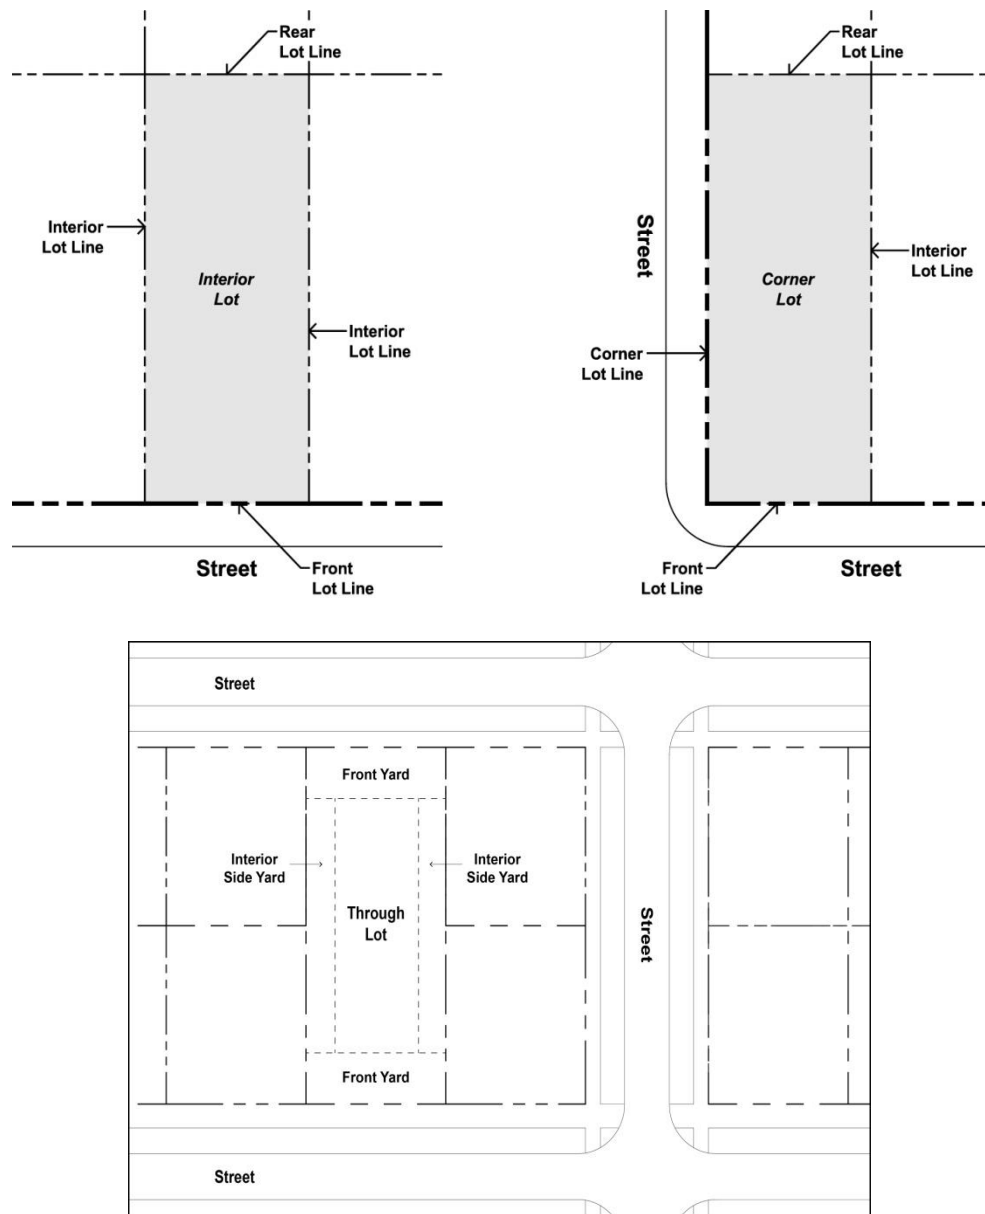 Rear
Lot Line
Interior
Lot Line
Interior
Lot
Interior
Lot Line
Street
Front
Lot Line
Rear
Lot Line
Street
Interior
Lot Line
Corner
Lot
Corner
Lot Line
Front
Lot Line
Street
Street
Front Yard
Interior
Side Yard
Interior
Side Yard
Through
Lot
Street
Front Yard
Street